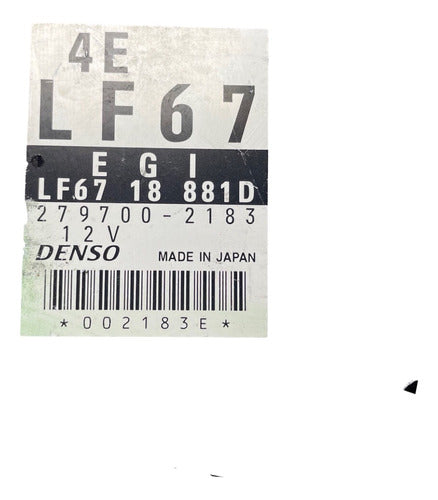 4E
LF67
EGI
LF67 18 881D
279700-2183
12V
DENSO MADE IN JAPAN
*002183E*